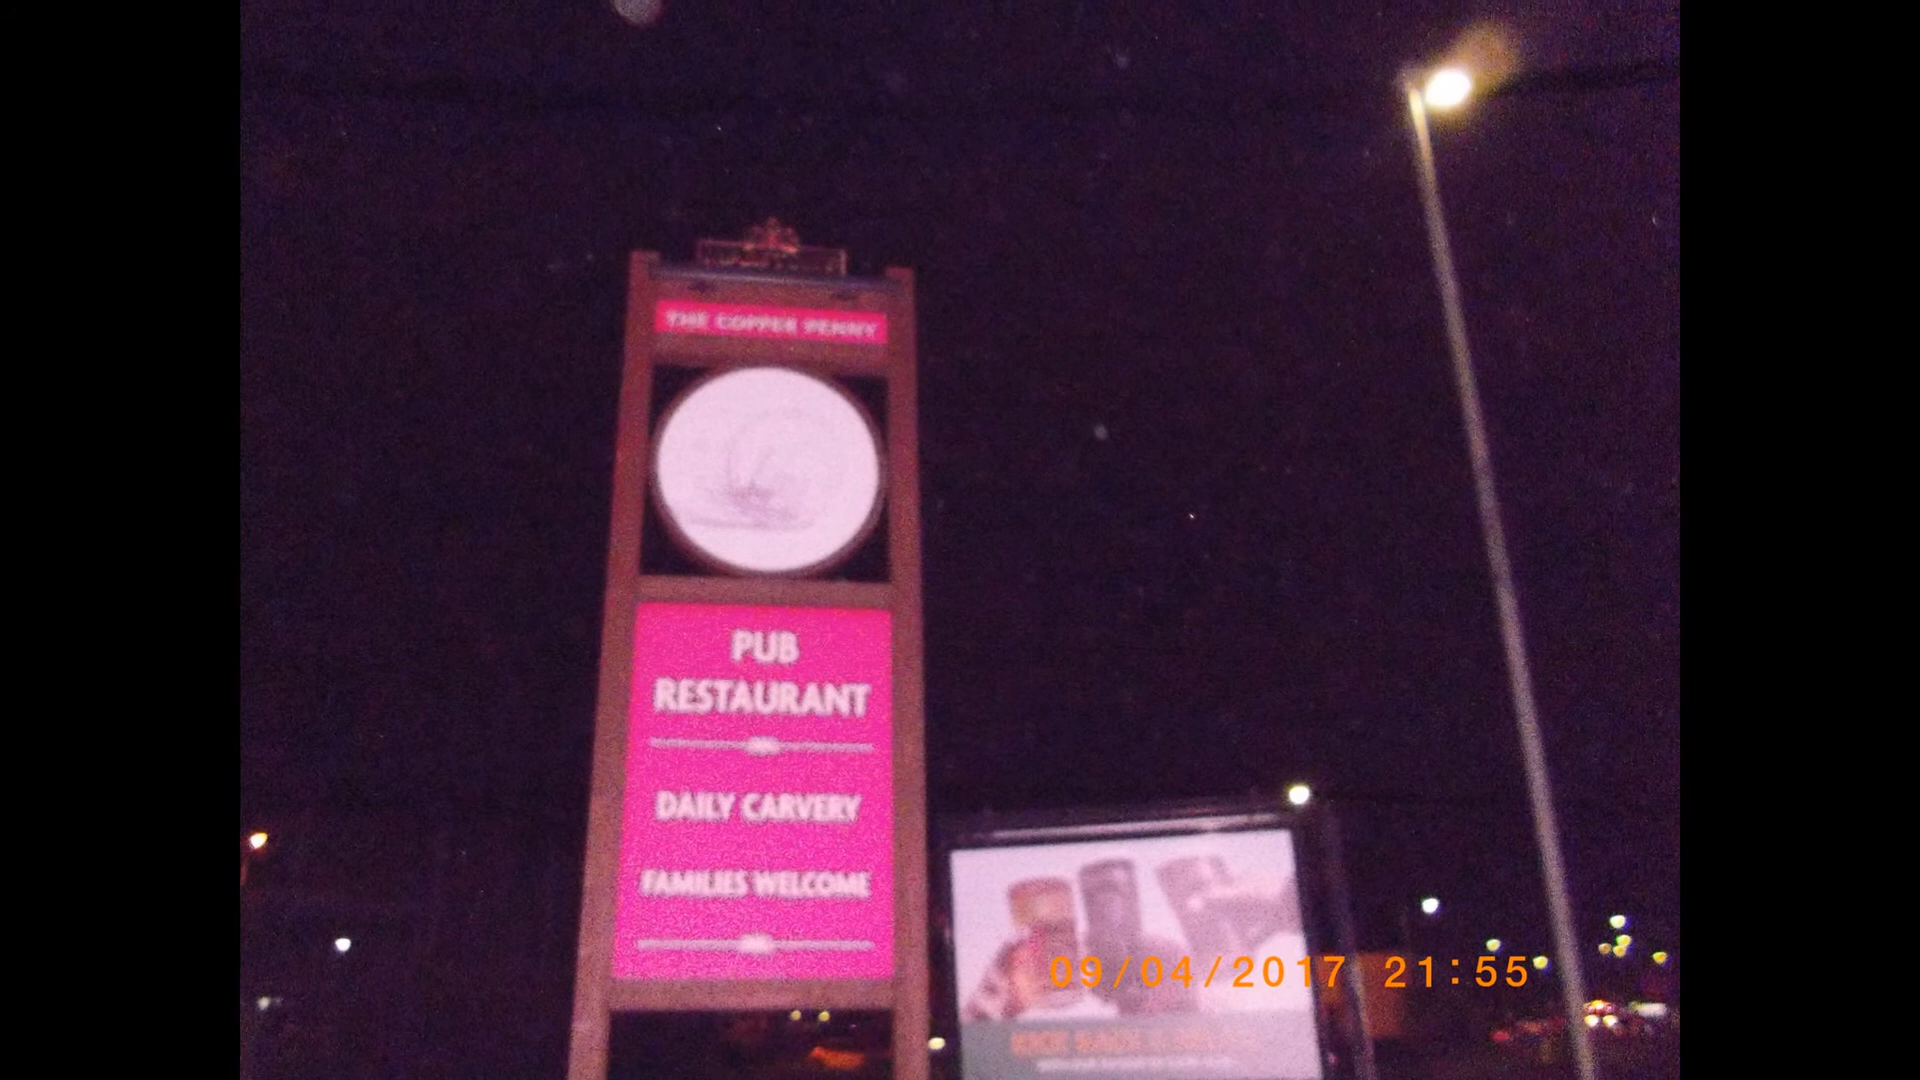 THE COPPER PENNY
PUB
RESTAURANT
DAILY CARVERY
FAMILIES WELCOME
09/04/2017 21:55